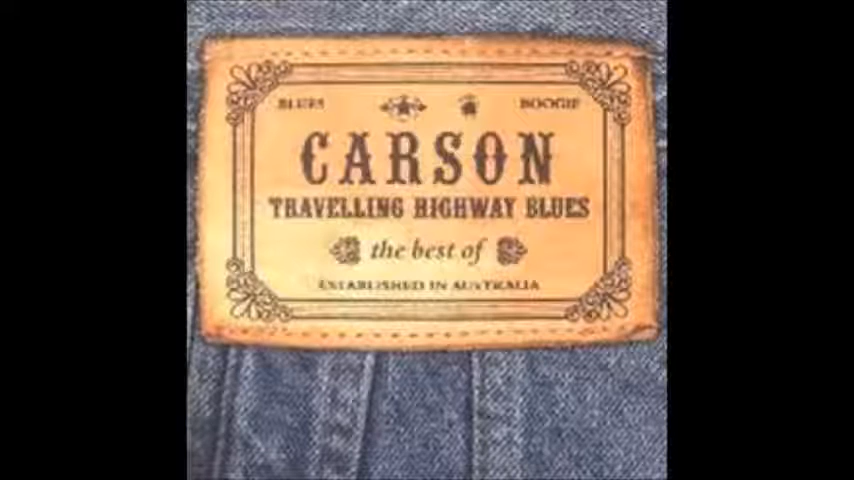 BLUES BOOGIE
CARSON
TRAVELLING HIGHWAY BLUES
the best of
ESTABLISHED IN AUSTRALIA